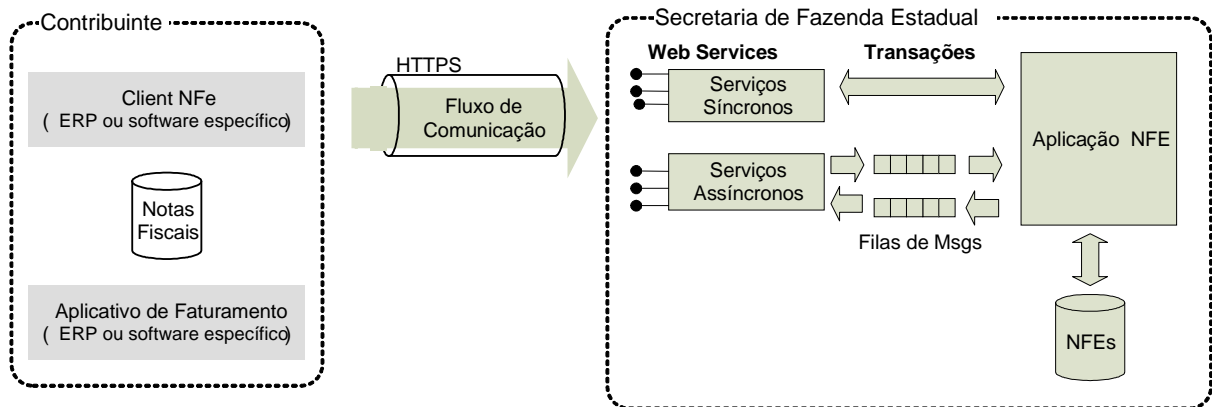 Contribuinte
Client NFe
( ERP ou software específico)
Notas
Fiscais
Aplicativo de Faturamento
( ERP ou software específico)
HTTPS
Fluxo de
Comunicação
Secretaria de Fazenda Estadual
Web Services
Transações
Serviços
Síncronos
Serviços
Assíncronos
Filas de Msgs
Aplicação NFE
NFEs